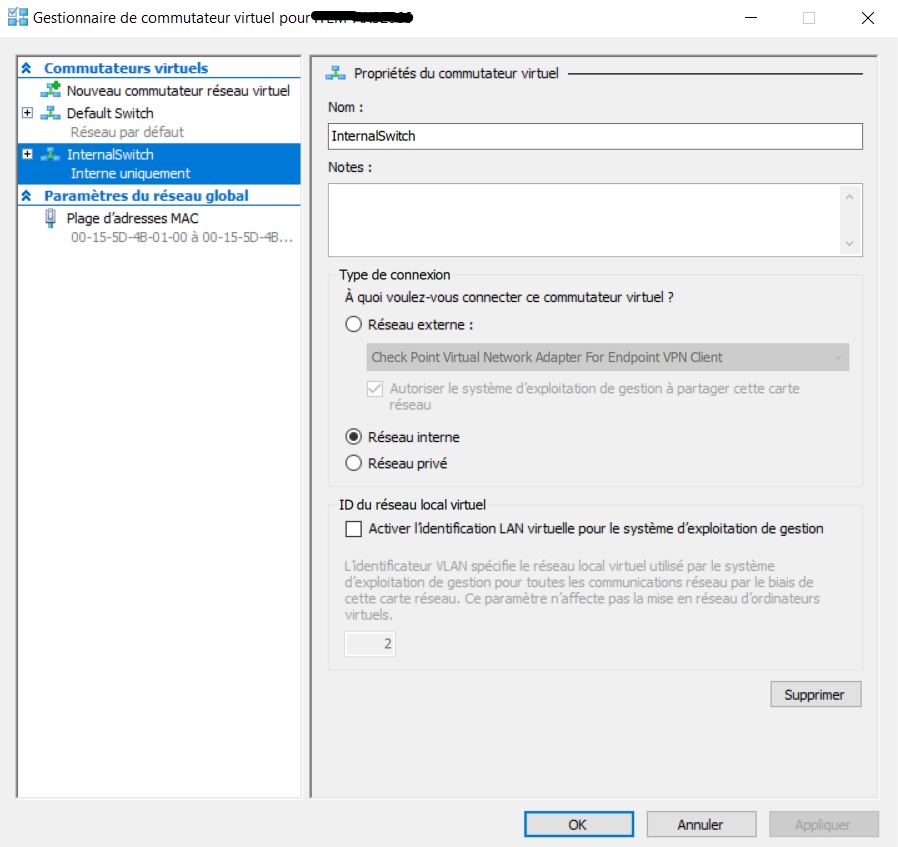 Gestionnaire de commutateur virtuel pour
Commutateurs virtuels
Nouveau commutateur réseau virtuel
Default Switch
Réseau par défaut
InternalSwitch
Interne uniquement
Paramètres du réseau global
Plage d'adresses MAC
00-15-5D-4B-01-00 à 00-15-5D-4B...
Propriétés du commutateur virtuel
Nom :
InternalSwitch
Notes :
Type de connexion
À quoi voulez-vous connecter ce commutateur virtuel ?
Réseau externe :
Check Point Virtual Network Adapter For Endpoint VPN Client
Autoriser le système d'exploitation de gestion à partager cette carte
réseau
Réseau interne
Réseau privé
ID du réseau local virtuel
Activer l'identification LAN virtuelle pour le système d'exploitation de gestion
L'identificateur VLAN spécifie le réseau local virtuel utilisé par le système
d'exploitation de gestion pour toutes les communications réseau par le biais de
cette carte réseau. Ce paramètre n'affecte pas la mise en réseau d'ordinateurs
virtuels.
2
Supprimer
OK
Annuler
Appliquer